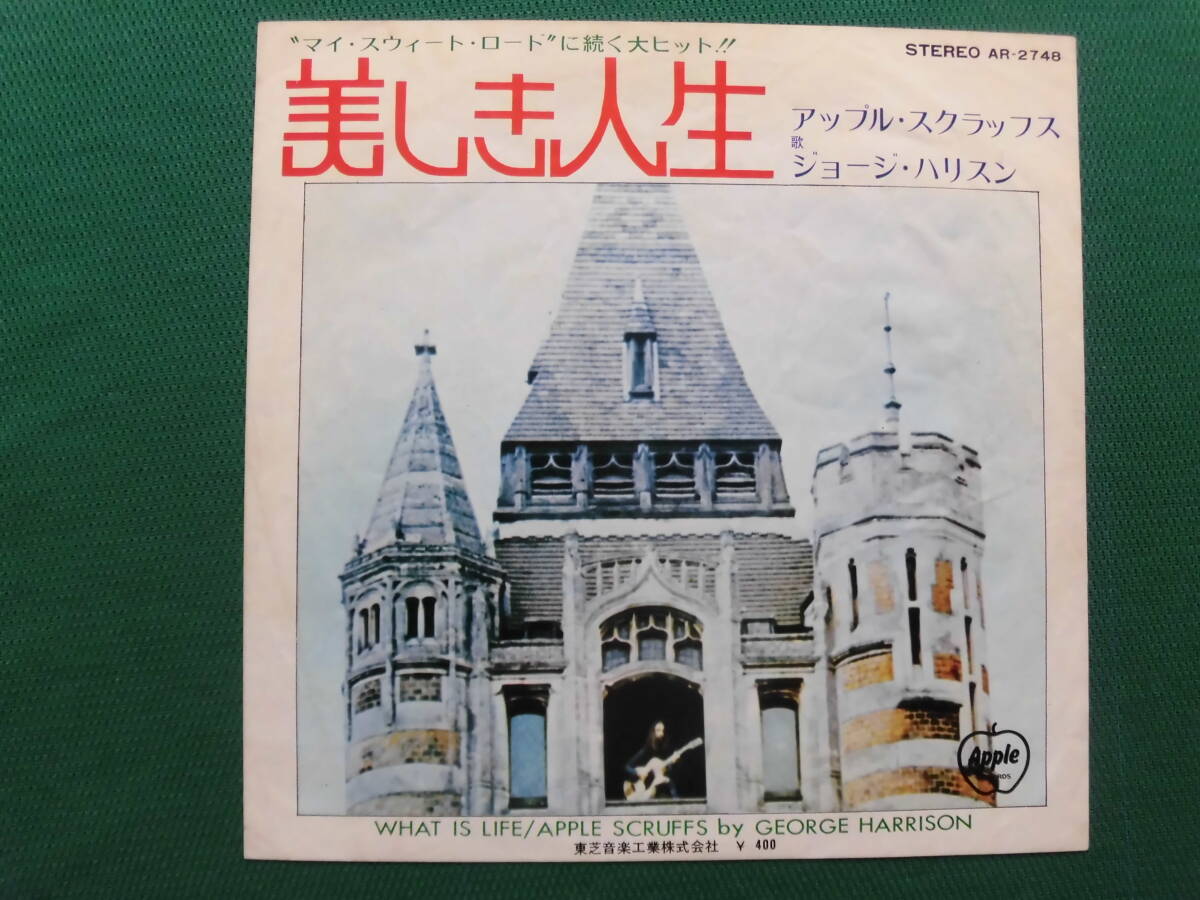 “マイ・スウィート・ロード”に続く大ヒット!!
STEREO AR-2748
美しき人生
アップル・スクラッフス
歌
ジョージ・ハリスン
Apple
WHAT IS LIFE/APPLE SCRUFFS by GEORGE HARRISON
東芝音楽工業株式会社 ¥ 400